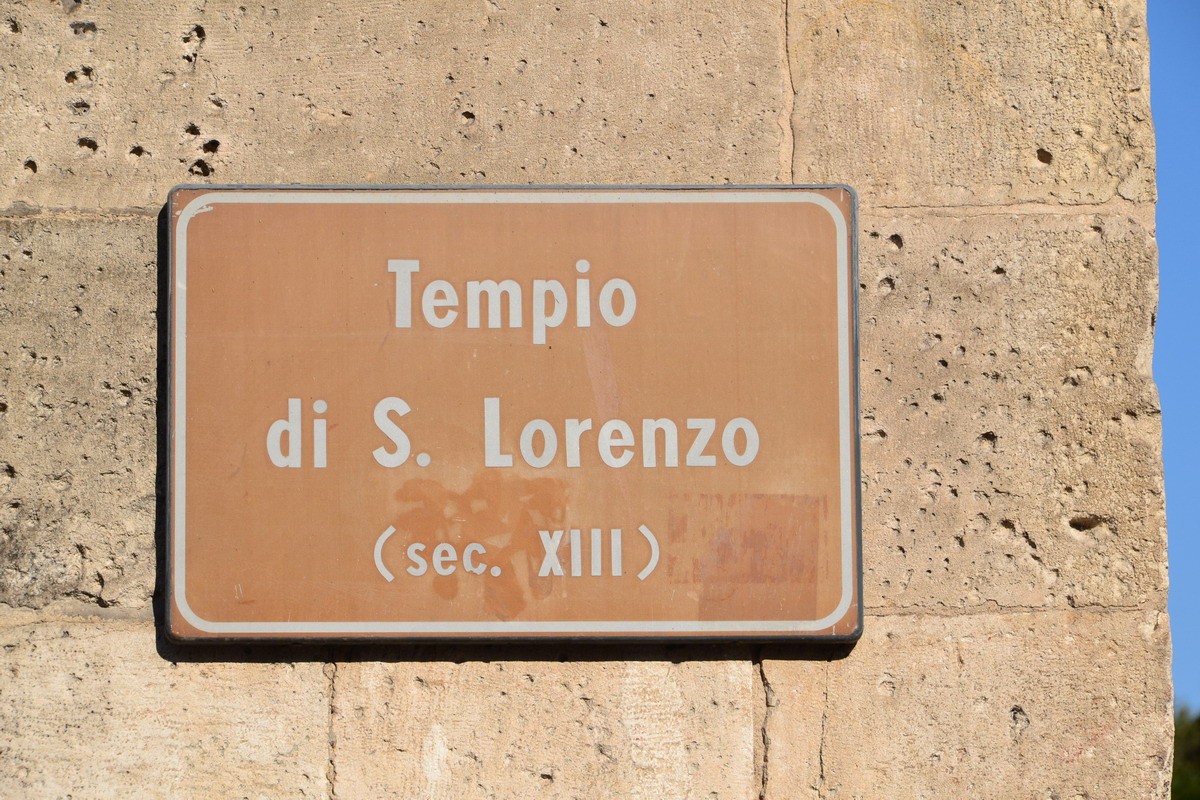 Tempio
di S. Lorenzo
(sec. XIII)